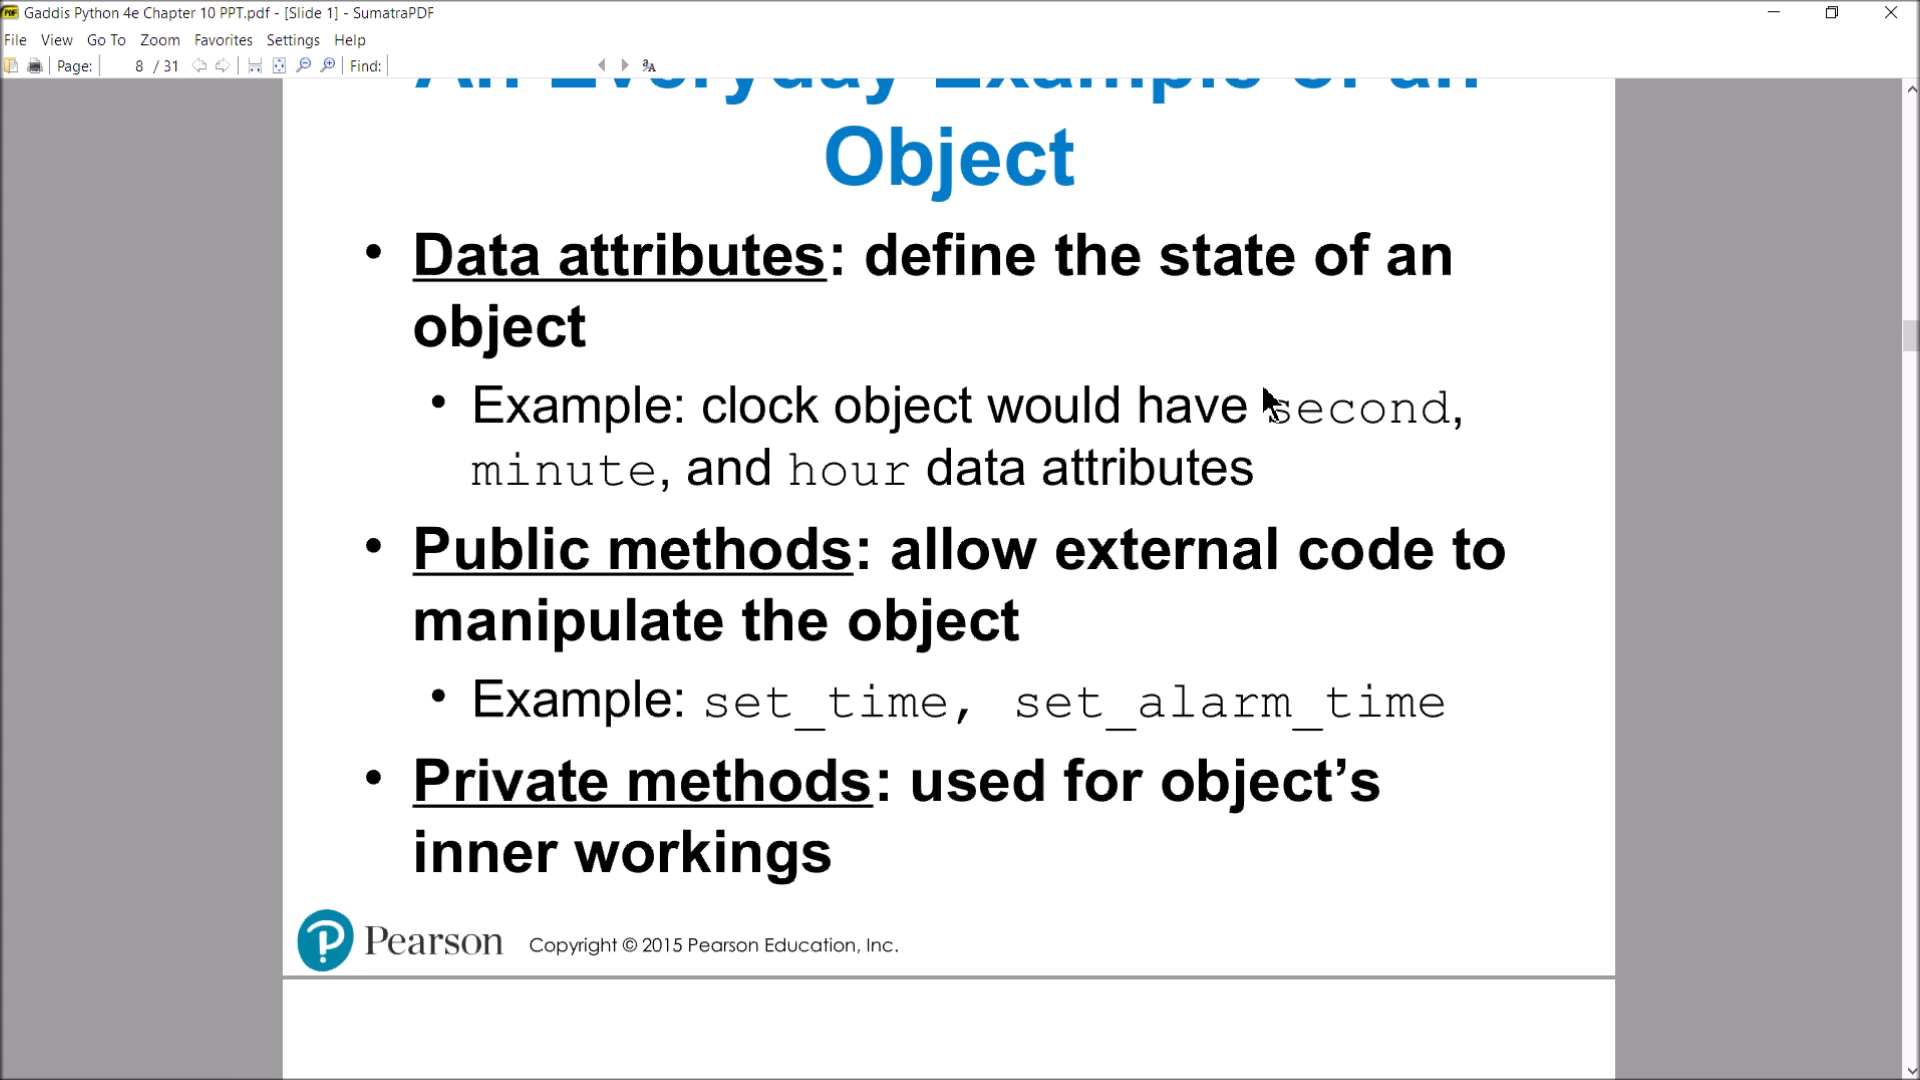 Gaddis Python 4e Chapter 10 PPT.pdf - [Slide 1] - SumatraPDF
File View Go To Zoom Favorites Settings Help
Page: 8 / 31 Find:
An Everyday Example of an
Object
• Data attributes: define the state of an
object
• Example: clock object would have second,
minute, and hour data attributes
• Public methods: allow external code to
manipulate the object
• Example: set_time, set_alarm_time
• Private methods: used for object’s
inner workings
Pearson Copyright © 2015 Pearson Education, Inc.